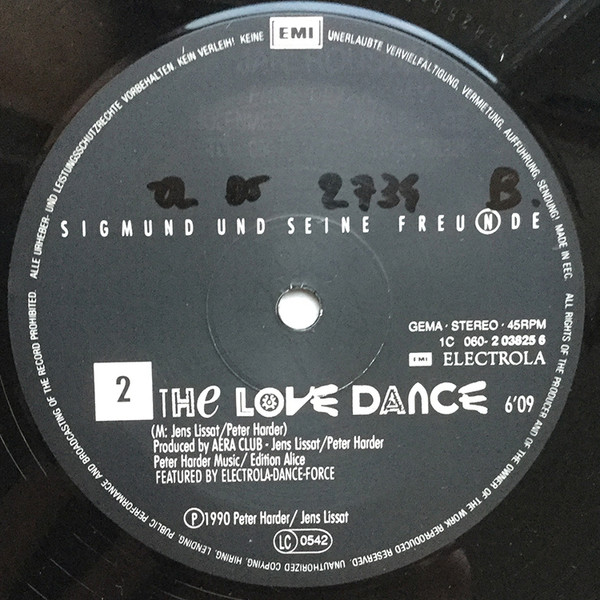 ALLE URHEBER- UND LEISTUNGSSCHUTZRECHTE VORBEHALTEN. KEIN VERLEIH! KEINE UNERLAUBTE VERVIELFÄLTIGUNG, VERMIETUNG, AUFFÜHRUNG, SENDUNG! MADE IN EEC.
EMI
2734 B.
SIGMUND UND SEINE FREUNDE
GEMA · STEREO · 45RPM
1C 060-2 03825 6
EMI ELECTROLA
2 THE LOVE DANCE 6'09
(M: Jens Lissat/Peter Harder)
Produced by AERA CLUB - Jens Lissat/Peter Harder
Peter Harder Music/ Edition Alice
FEATURED BY ELECTROLA-DANCE-FORCE
Ⓟ1990 Peter Harder/ Jens Lissat
LC 0542
ALL RIGHTS OF THE PRODUCER AND OF THE OWNER OF THE WORK REPRODUCED RESERVED. UNAUTHORIZED COPYING, HIRING, LENDING, PUBLIC PERFORMANCE AND BROADCASTING OF THE RECORD PROHIBITED.